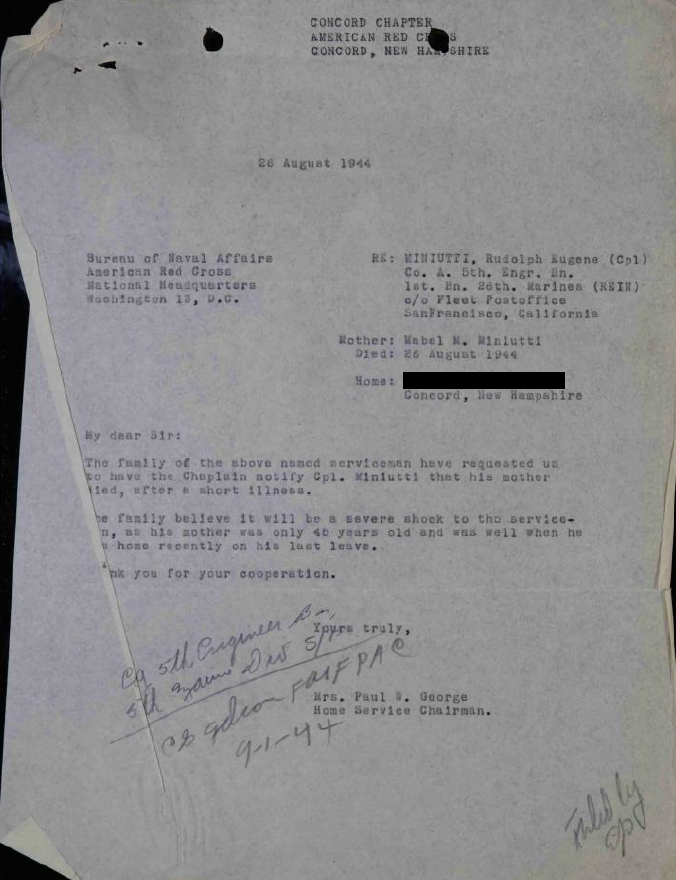 CONCORD CHAPTER
AMERICAN RED CROSS
CONCORD, NEW HAMPSHIRE
26 August 1944
Bureau of Naval Affairs
American Red Cross
National Headquarters
Washington 13, D.C.
RE: MINIUTTI, Rudolph Eugene (Cpl)
Co. A. 5th. Engr. Bn.
1st. Bn. 26th. Marines (REIN)
c/o Fleet Postoffice
SanFrancisco, California
Mother: Mabel M. Miniutti
Died: 26 August 1944
Home:
Concord, New Hampshire
My dear Sir:
The family of the above named serviceman have requested us
to have the Chaplain notify Cpl. Miniutti that his mother
died, after a short illness.
he family believe it will be a severe shock to the service-
n, as his mother was only 45 years old and was well when he
s home recently on his last leave.
nk you for your cooperation.
Yours truly,
Co 5th Engineer Bn
5th Div
9-1-44
Mrs. Paul W. George
Home Service Chairman.
by